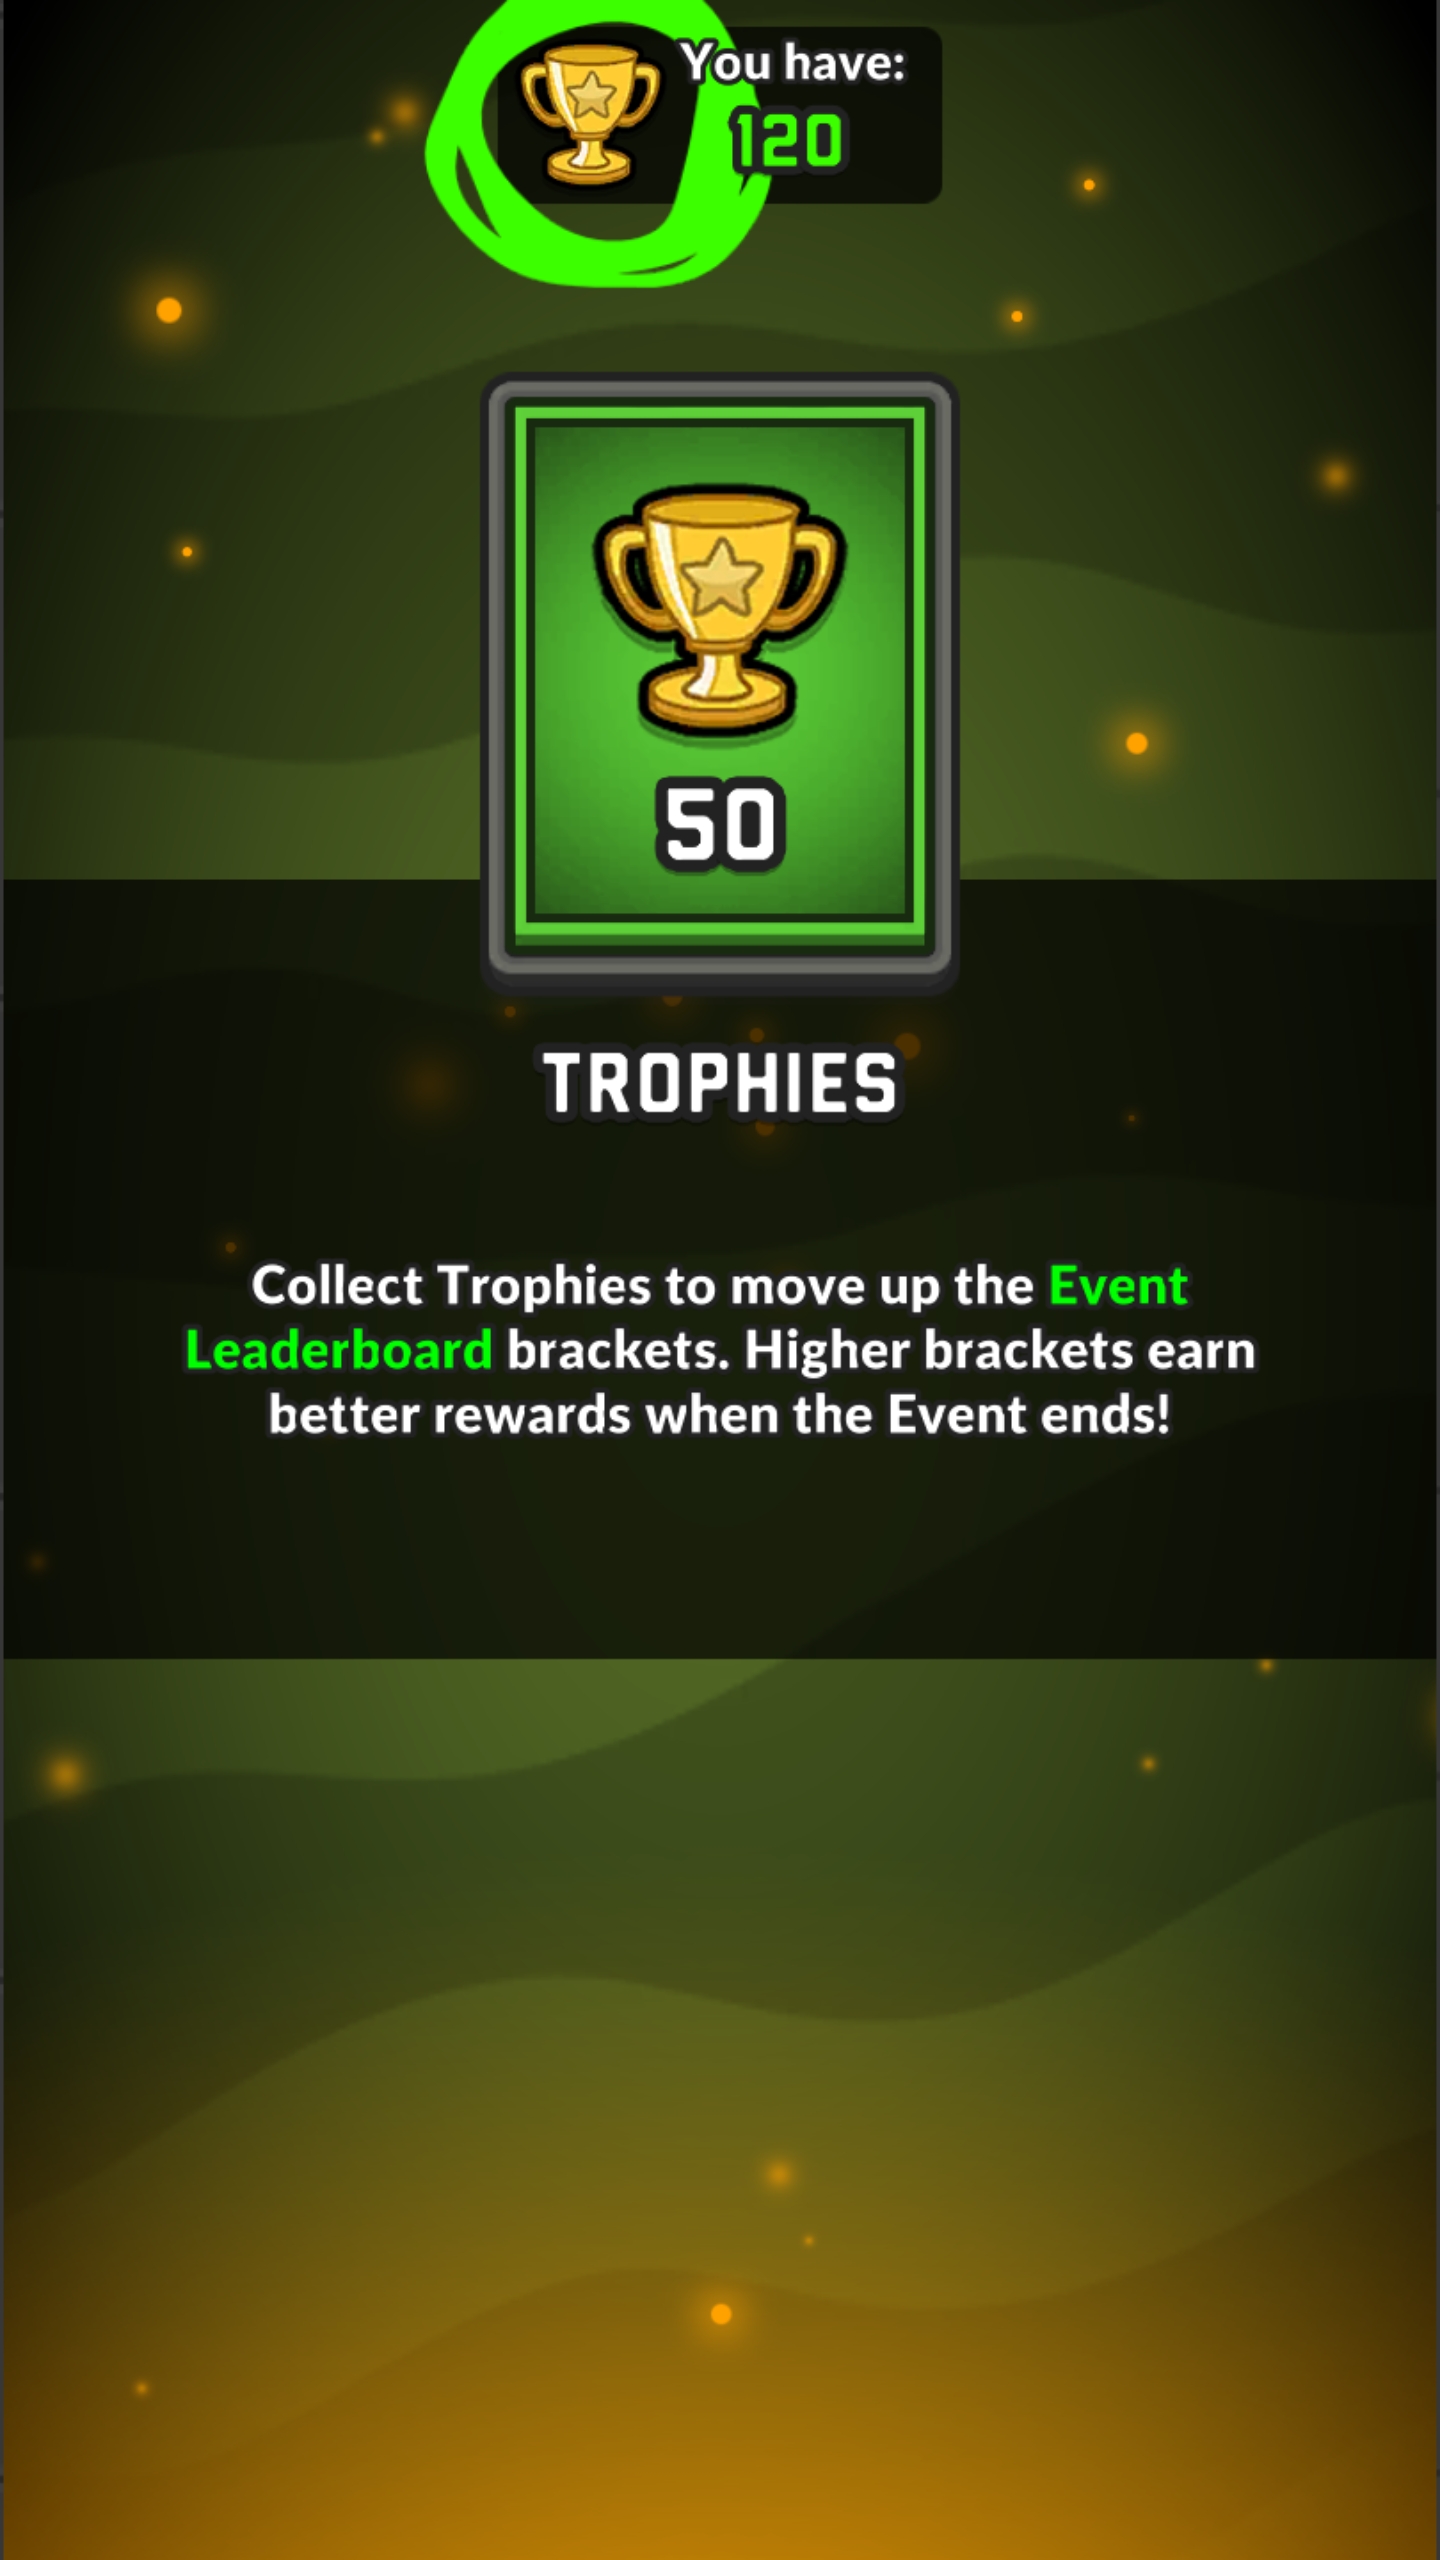 You have:
120
50
TROPHIES
Collect Trophies to move up the Event
Leaderboard brackets. Higher brackets earn
better rewards when the Event ends!